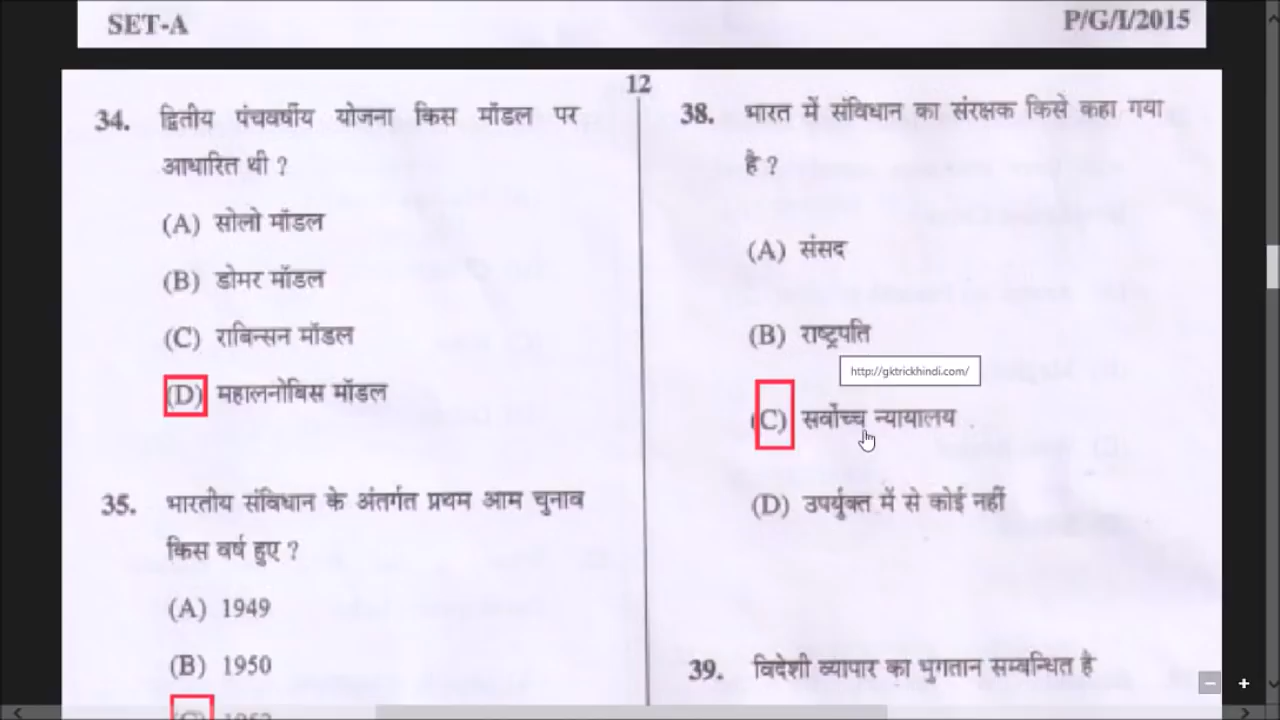 SET-A
P/G/I/2015
12
34. द्वितीय पंचवर्षीय योजना किस मॉडल पर
आधारित थी ?
(A) सोलो मॉडल
(B) डोमर मॉडल
(C) राबिन्सन मॉडल
(D) महालनोबिस मॉडल
35. भारतीय संविधान के अंतर्गत प्रथम आम चुनाव
किस वर्ष हुए ?
(A) 1949
(B) 1950
38. भारत में संविधान का संरक्षक किसे कहा गया
है ?
(A) संसद
(B) राष्ट्रपति
http://gktrickhindi.com/
(C) सर्वोच्च न्यायालय
(D) उपर्युक्त में से कोई नहीं
39. विदेशी व्यापार का भुगतान सम्बन्धित है